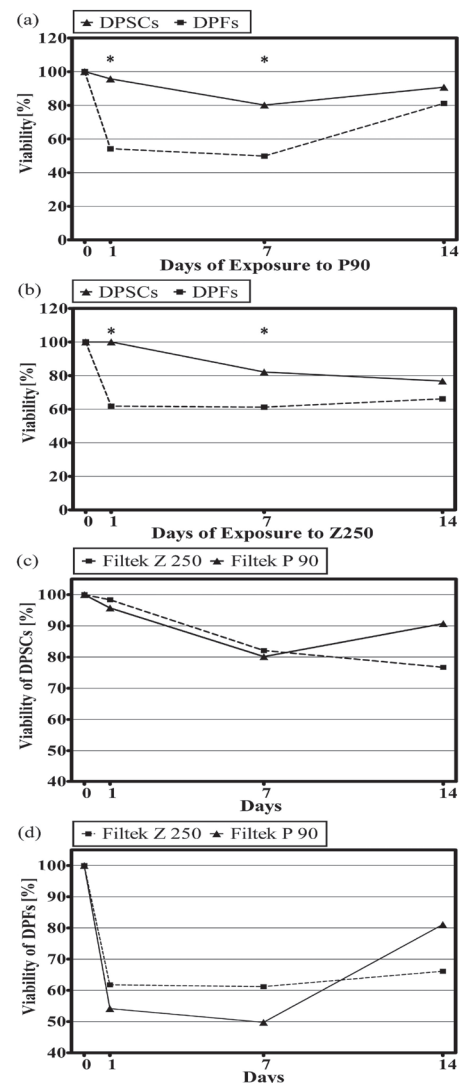 (a)
DPSCs DPFs
120
* *
100
80
60
40
20
0
Viability[%]
0 1 7 14
Days of Exposure to P90
(b)
DPSCs DPFs
120
* *
100
80
60
40
20
0
Viability[%]
0 1 7 14
Days of Exposure to Z250
(c)
Filtek Z 250 Filtek P 90
100
90
80
70
60
50
40
Viability of DPSCs [%]
0 1 7 14
Days
(d)
Filtek Z 250 Filtek P 90
100
90
80
70
60
50
40
Viability of DPFs [%]
0 1 7 14
Days